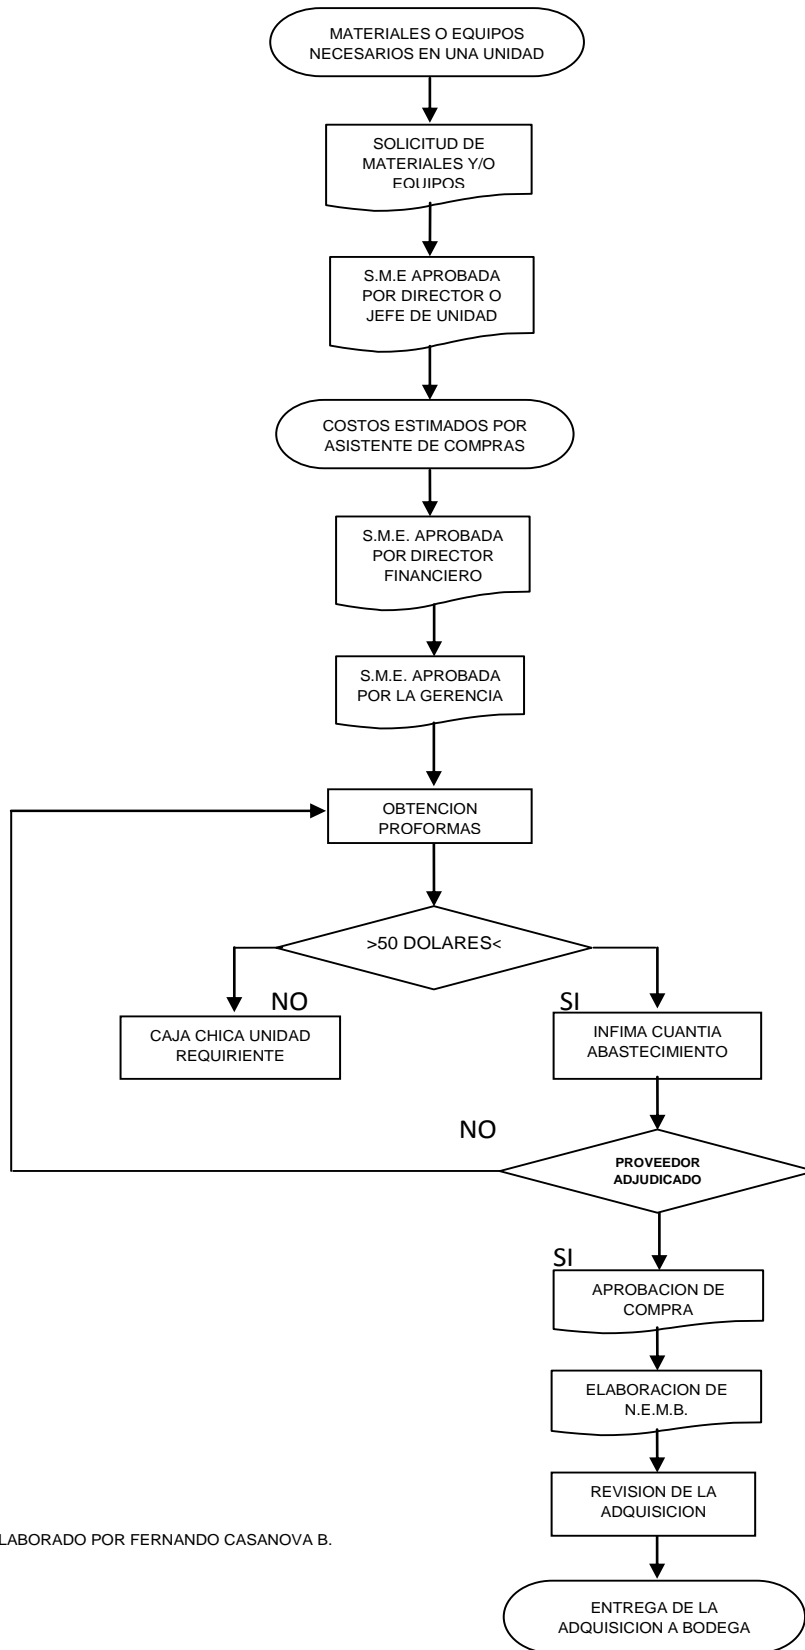 MATERIALES O EQUIPOS
NECESARIOS EN UNA UNIDAD
SOLICITUD DE
MATERIALES Y/O
EQUIPOS
S.M.E APROBADA
POR DIRECTOR O
JEFE DE UNIDAD
COSTOS ESTIMADOS POR
ASISTENTE DE COMPRAS
S.M.E. APROBADA
POR DIRECTOR
FINANCIERO
S.M.E. APROBADA
POR LA GERENCIA
OBTENCION
PROFORMAS
>50 DOLARES<
NO
SI
CAJA CHICA UNIDAD
REQUIRIENTE
INFIMA CUANTIA
ABASTECIMIENTO
NO
PROVEEDOR
ADJUDICADO
SI
APROBACION DE
COMPRA
ELABORACION DE
N.E.M.B.
REVISION DE LA
ADQUISICION
LABORADO POR FERNANDO CASANOVA B.
ENTREGA DE LA
ADQUISICION A BODEGA